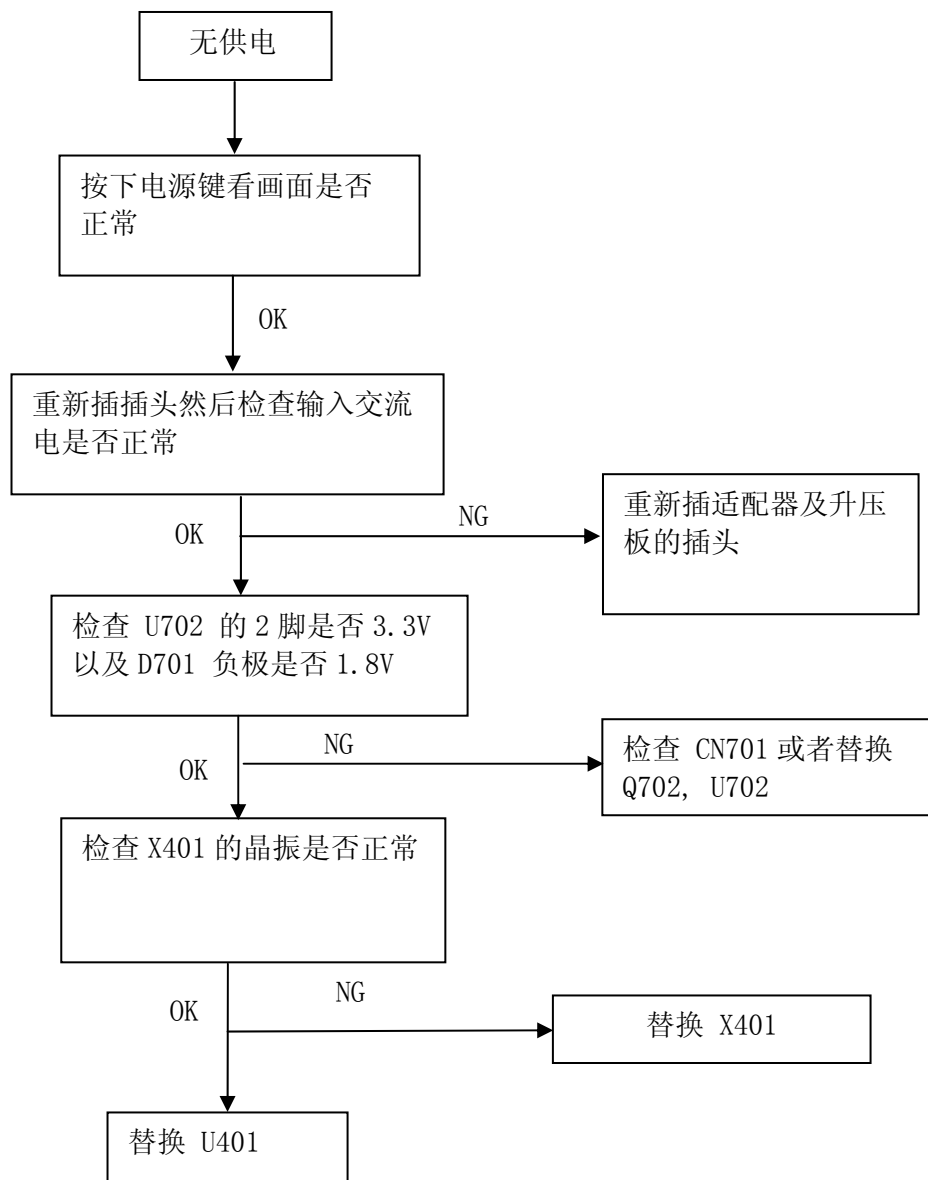 无供电
按下电源键看画面是否
正常
OK
重新插插头然后检查输入交流
电是否正常
OK
NG
重新插适配器及升压
板的插头
检查 U702 的 2 脚是否 3.3V
以及 D701 负极是否 1.8V
OK
NG
检查 CN701 或者替换
Q702, U702
检查 X401 的晶振是否正常
OK
NG
替换 X401
替换 U401